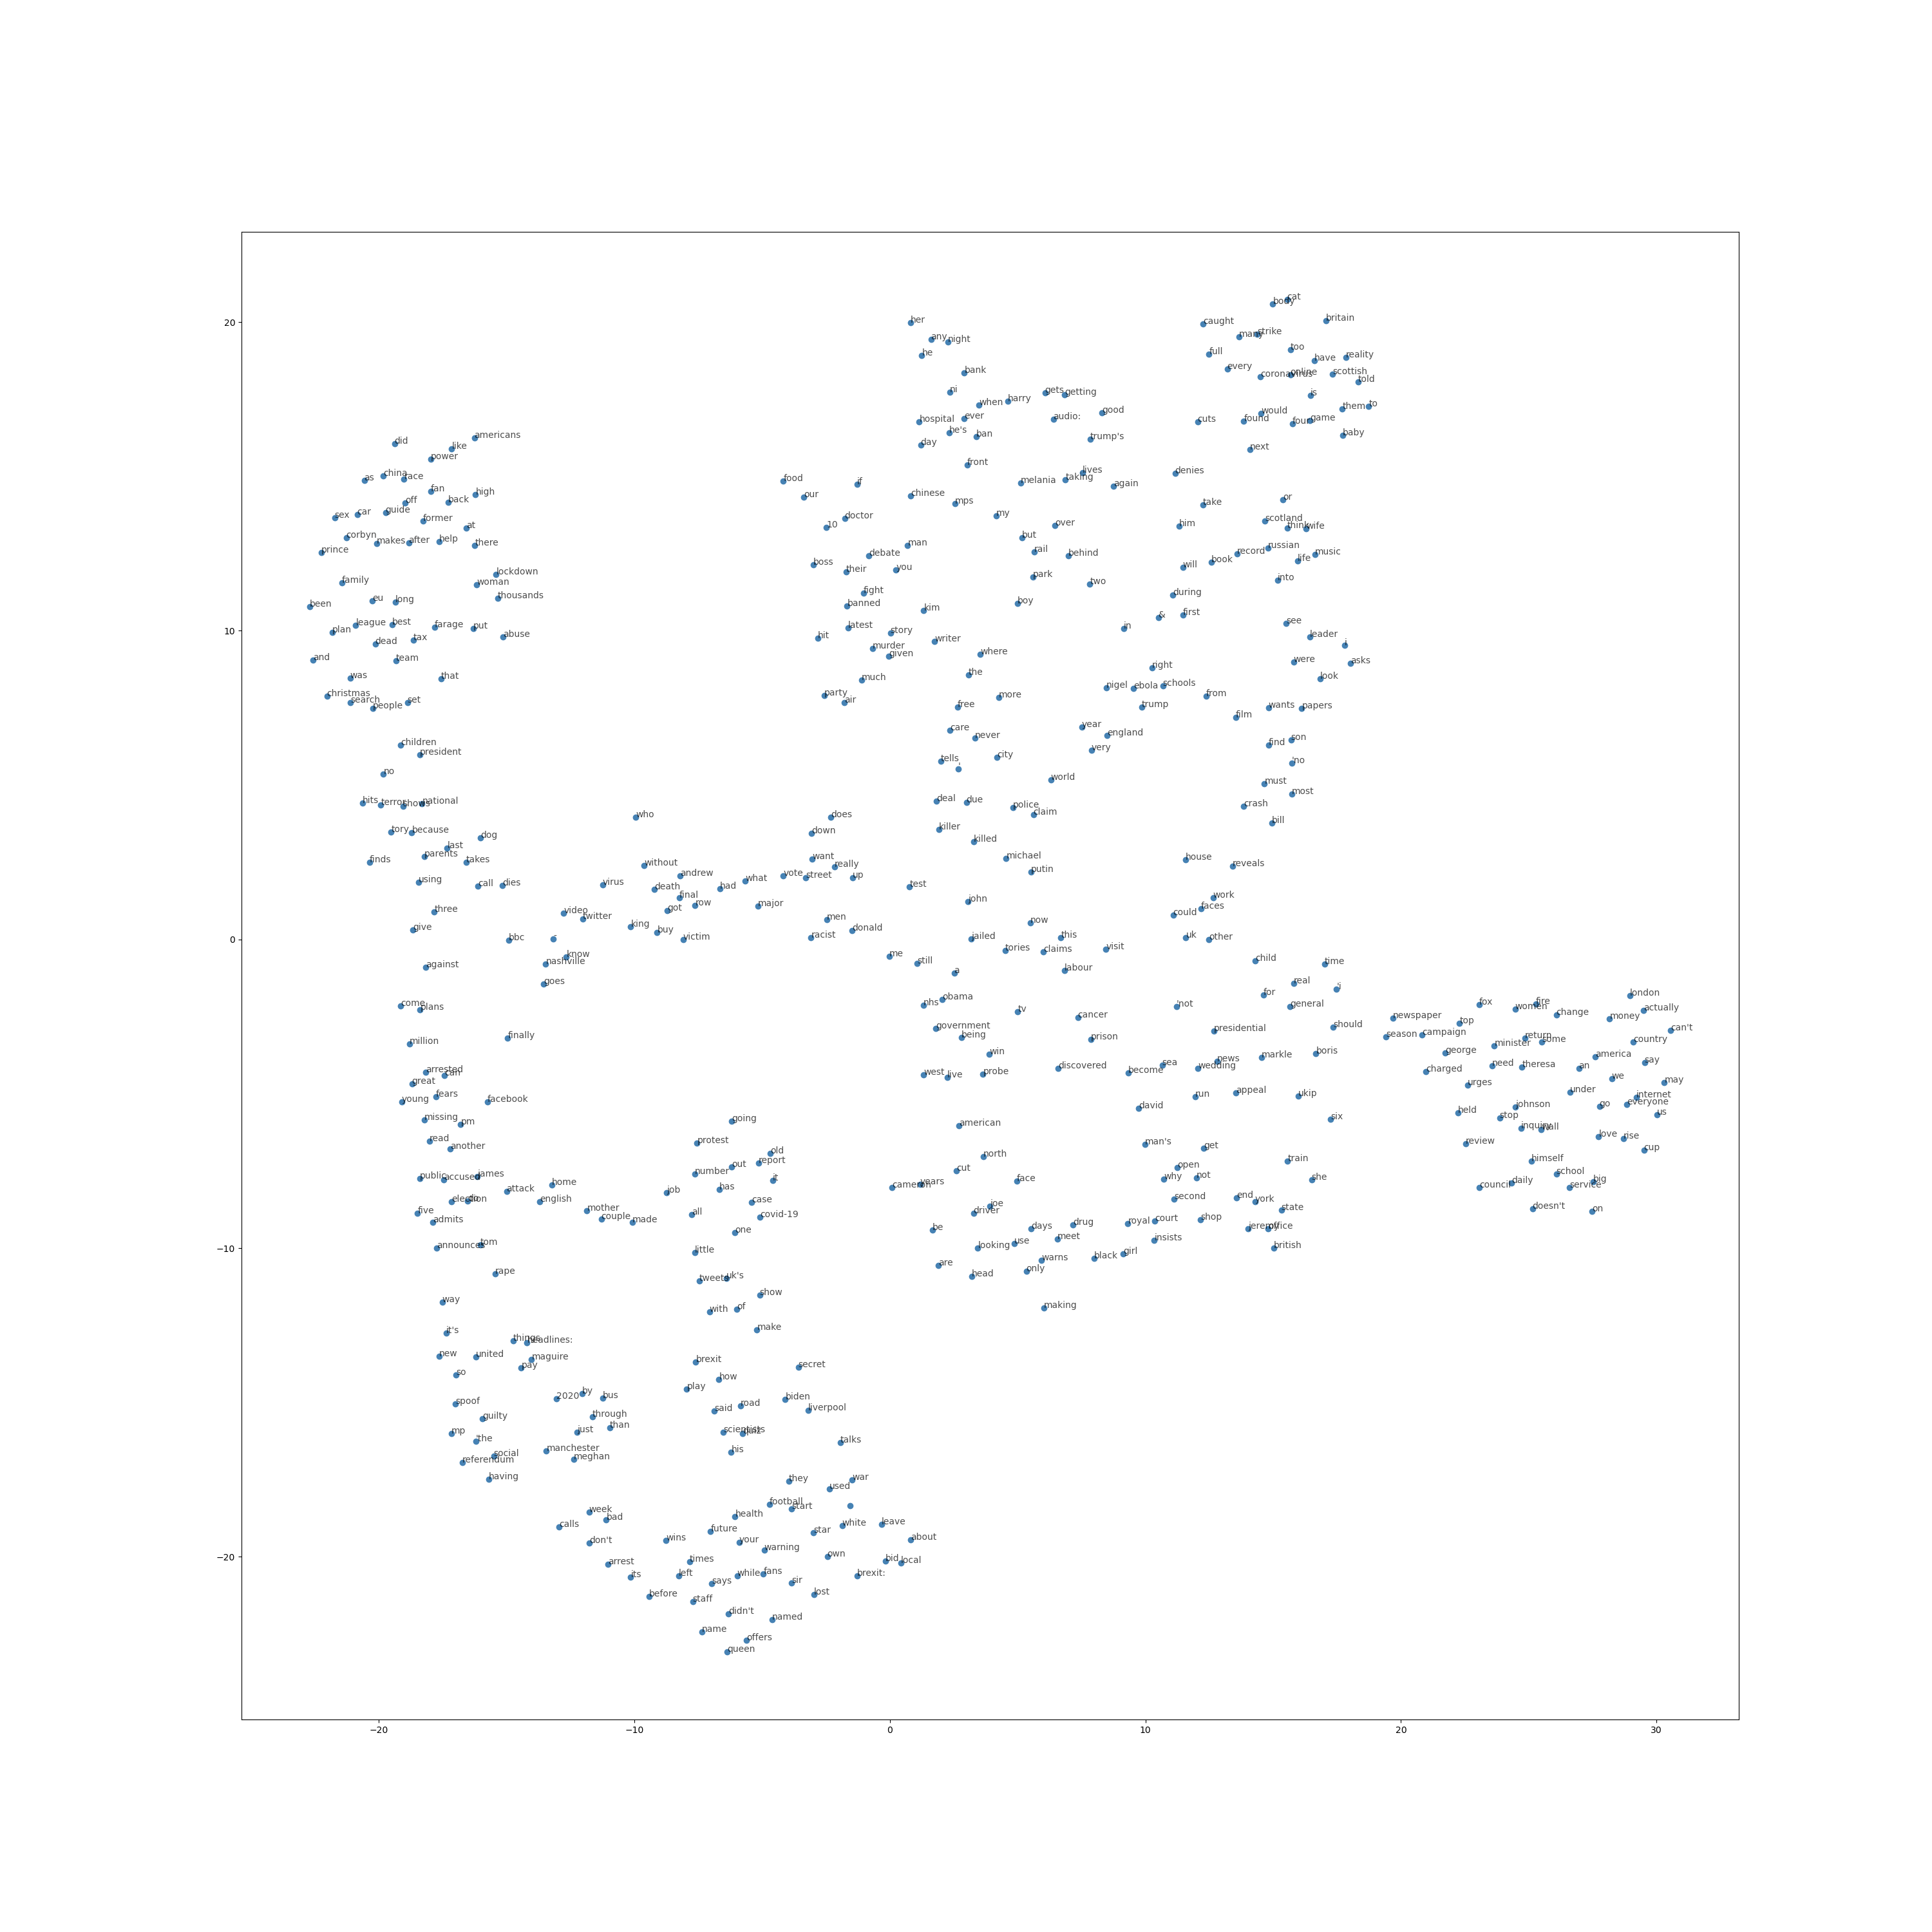 cat
body
britain
her
caught
20
strike
many
any
night
too
he
full
have
reality
every
bank
coronavirus
online
scottish
told
ni
gets
getting
is
when
harry
them
to
good
would
hospital
ever
audio:
cuts
found
four
game
he's
ban
baby
americans
trump's
did
day
like
next
power
front
china
race
lives
denies
as
food
if
melania
taking
again
fan
high
our
chinese
off
back
mps
take
or
guide
sex
car
doctor
my
former
scotland
10
over
him
think
wife
at
corbyn
but
makes
after
help
there
man
russian
prince
debate
rail
behind
record
music
boss
book
life
lockdown
their
you
will
park
into
family
woman
two
fight
during
thousands
eu
long
been
banned
boy
kim
&
first
league
best
farage
put
latest
10
in
see
plan
story
abuse
hit
leader
dead
tax
writer
i
murder
where
and
team
given
were
asks
right
was
that
much
the
look
nigel
ebola
schools
christmas
party
more
from
search
set
air
people
free
trump
wants
papers
film
care
year
england
never
children
find
son
president
very
tells
city
'
'no
no
world
must
most
hits
terror
shows
national
deal
due
police
crash
who
does
claim
bill
tory
because
down
killer
dog
killed
last
parents
takes
finds
want
michael
house
without
really
reveals
andrew
putin
using
call
dies
virus
death
had
what
vote
street
up
test
final
work
john
three
video
got
row
major
faces
twitter
men
could
give
king
buy
now
donald
0
bbc
victim
racist
jailed
this
uk
other
know
tories
claims
visit
against
nashville
me
still
labour
child
time
a
goes
real
come
plans
nhs
obama
'not
for
general
london
fox
women
fire
actually
tv
change
money
newspaper
cancer
finally
government
presidential
should
top
being
season
campaign
can't
million
prison
return
some
country
win
minister
george
markle
boris
arrested
can
west
live
probe
discovered
become
sea
news
wedding
need
theresa
an
america
say
great
charged
we
urges
may
young
fears
facebook
run
appeal
ukip
under
internet
everyone
david
held
johnson
go
us
missing
pm
going
american
six
stop
inquiry
read
protest
man's
review
love
rise
another
old
north
get
cup
out
report
train
himself
public
accused
james
number
it
cut
open
school
home
face
why
not
she
daily
big
attack
job
has
cameron
years
council
service
election
english
case
second
end
york
on
five
mother
all
covid-19
joe
driver
state
doesn't
admits
couple
made
be
days
drug
royal
court
shop
one
jeremy
office
announces
tom
little
looking
use
meet
insists
british
−10
are
warns
black
girl
rape
tweets
uk's
head
only
way
show
with
of
making
it's
make
things
headlines:
new
united
maguire
brexit
pay
secret
so
how
play
2020
by
bus
biden
spoof
said
road
liverpool
guilty
through
mp
'the
just
than
scientists
talks
social
manchester
his
referendum
meghan
having
they
war
used
football
start
week
health
calls
bad
white
leave
future
star
don't
wins
your
about
warning
−20
arrest
times
own
bid
local
its
left
while
fans
brexit:
says
sir
before
staff
lost
didn't
named
name
offers
queen
−20
−10
0
10
20
30